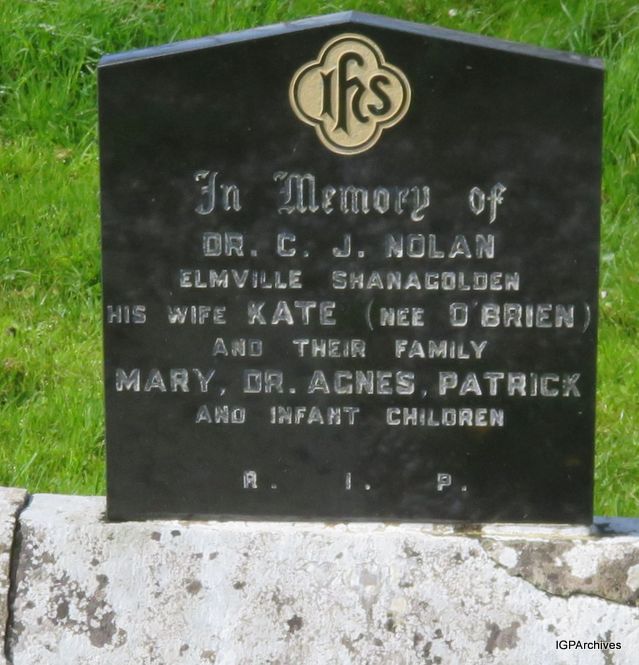 IHS
In Memory of
DR. C. J. NOLAN
ELMVILLE SHANAGOLDEN
HIS WIFE KATE (NEE O'BRIEN)
AND THEIR FAMILY
MARY, DR. AGNES, PATRICK
AND INFANT CHILDREN
R. I. P.
IGPArchives